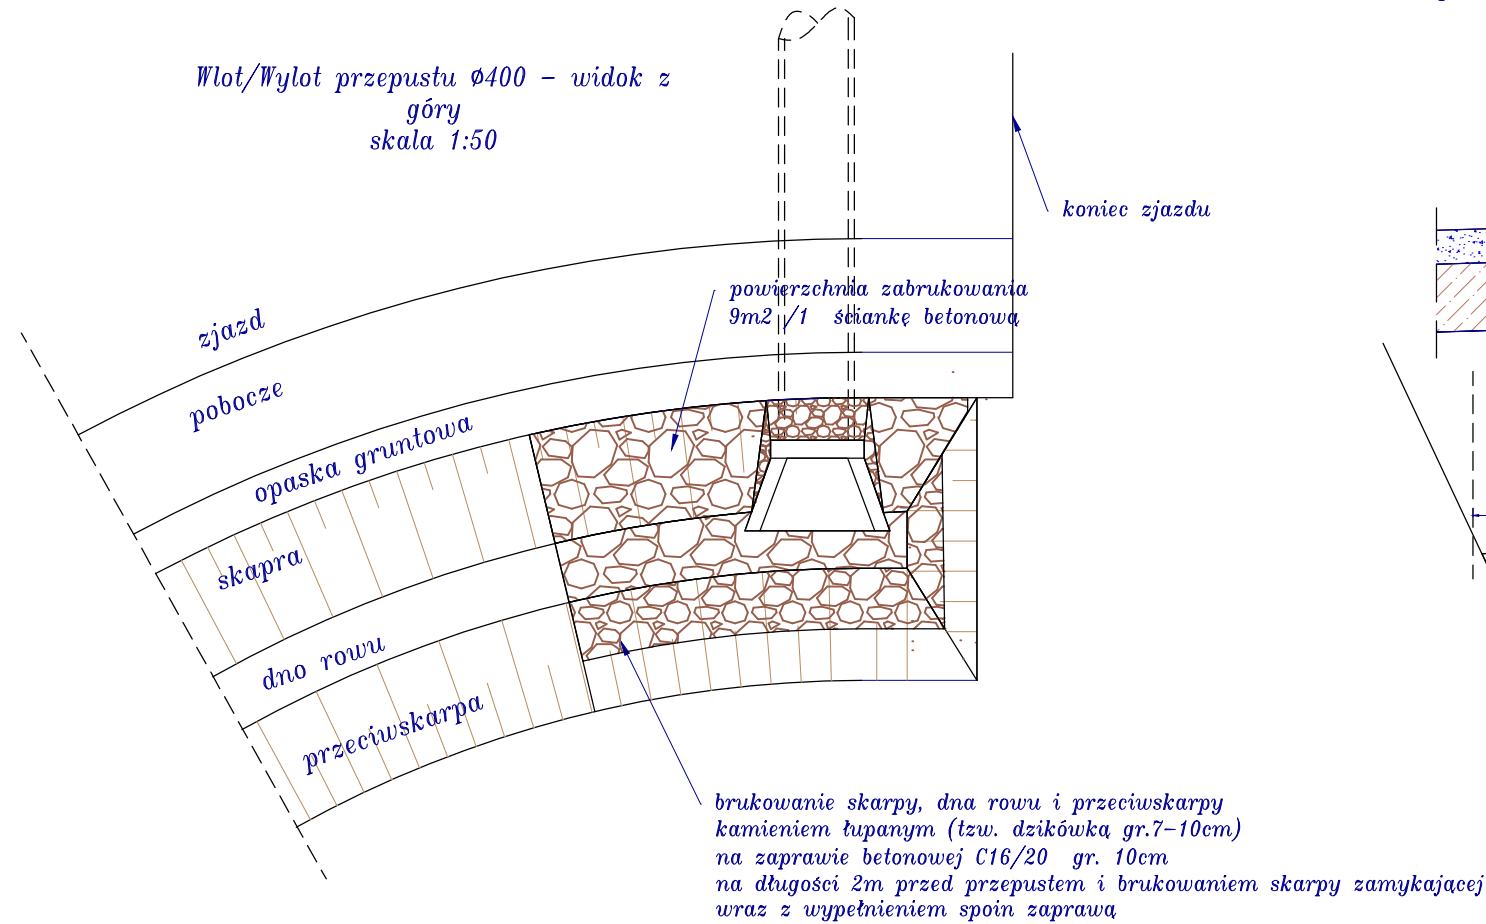 Wlot/Wylot przepustu Ø400 - widok z
góry
skala 1:50
koniec zjazdu
powierzchnia zabrukowania
9m2 /1 ściankę betonową
zjazd
pobocze
opaska gruntowa
skapra
dno rowu
przeciwskarpa
brukowanie skarpy, dna rowu i przeciwskarpy
kamieniem łupanym (tzw. dzikówką gr.7-10cm)
na zaprawie betonowej C16/20 gr. 10cm
na długości 2m przed przepustem i brukowaniem skarpy zamykającej
wraz z wypełnieniem spoin zaprawą